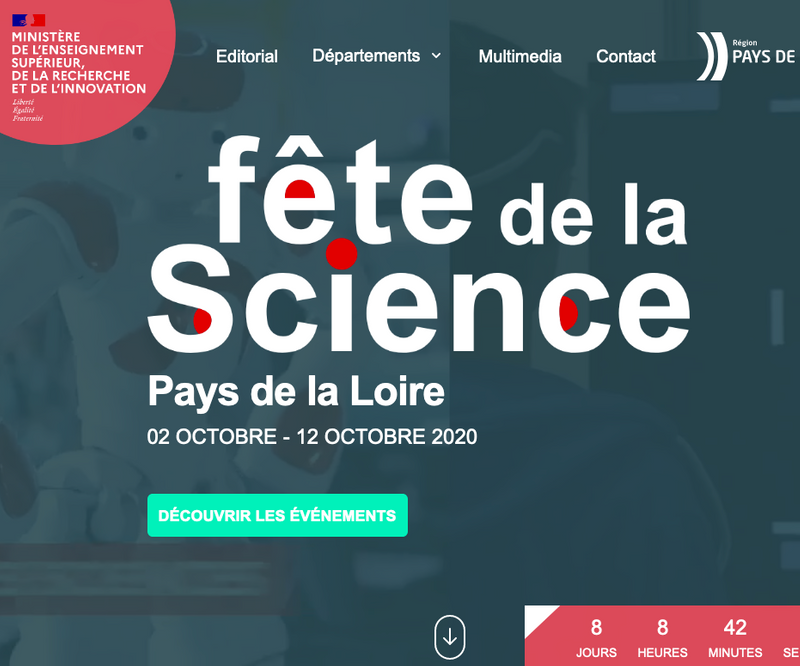 MINISTÈRE
DE L'ENSEIGNEMENT
SUPÉRIEUR,
DE LA RECHERCHE
ET DE L'INNOVATION
Liberté
Égalité
Fraternité
Editorial Départements Multimedia Contact
Région
PAYS DE
fête de la
Science
Pays de la Loire
02 OCTOBRE - 12 OCTOBRE 2020
DÉCOUVRIR LES ÉVÉNEMENTS
8 8 42
JOURS HEURES MINUTES SE